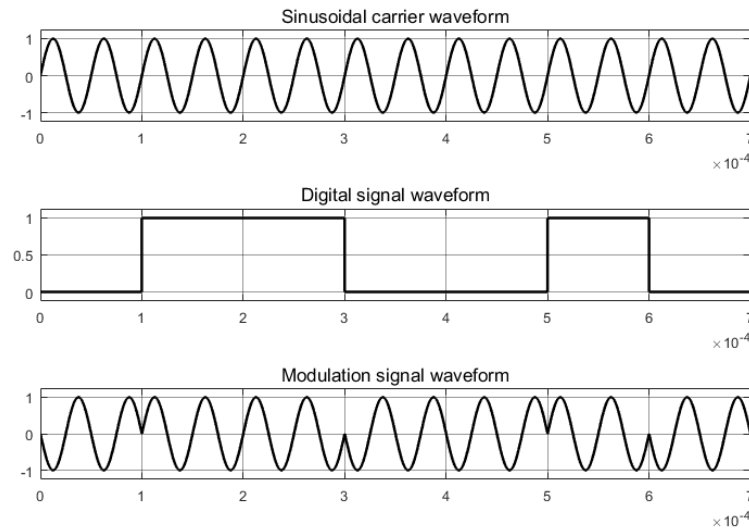 Sinusoidal carrier waveform
1
0
-1
0 1 2 3 4 5 6 7
×10⁻⁴
Digital signal waveform
1
0.5
0
0 1 2 3 4 5 6 7
×10⁻⁴
Modulation signal waveform
1
0
-1
0 1 2 3 4 5 6 7
×10⁻⁴